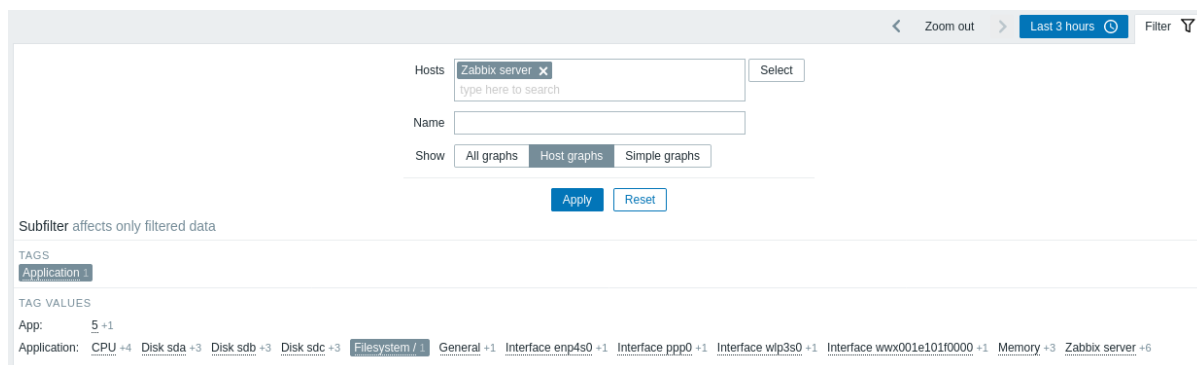 Zoom out Last 3 hours Filter
Hosts Zabbix server Select
type here to search
Name
Show All graphs Host graphs Simple graphs
Apply Reset
Subfilter affects only filtered data
TAGS
Application 1
TAG VALUES
App: 5 +1
Application: CPU +4 Disk sda +3 Disk sdb +3 Disk sdc +3 Filesystem / 1 General +1 Interface enp4s0 +1 Interface ppp0 +1 Interface wlp3s0 +1 Interface wwx001e101f0000 +1 Memory +3 Zabbix server +6